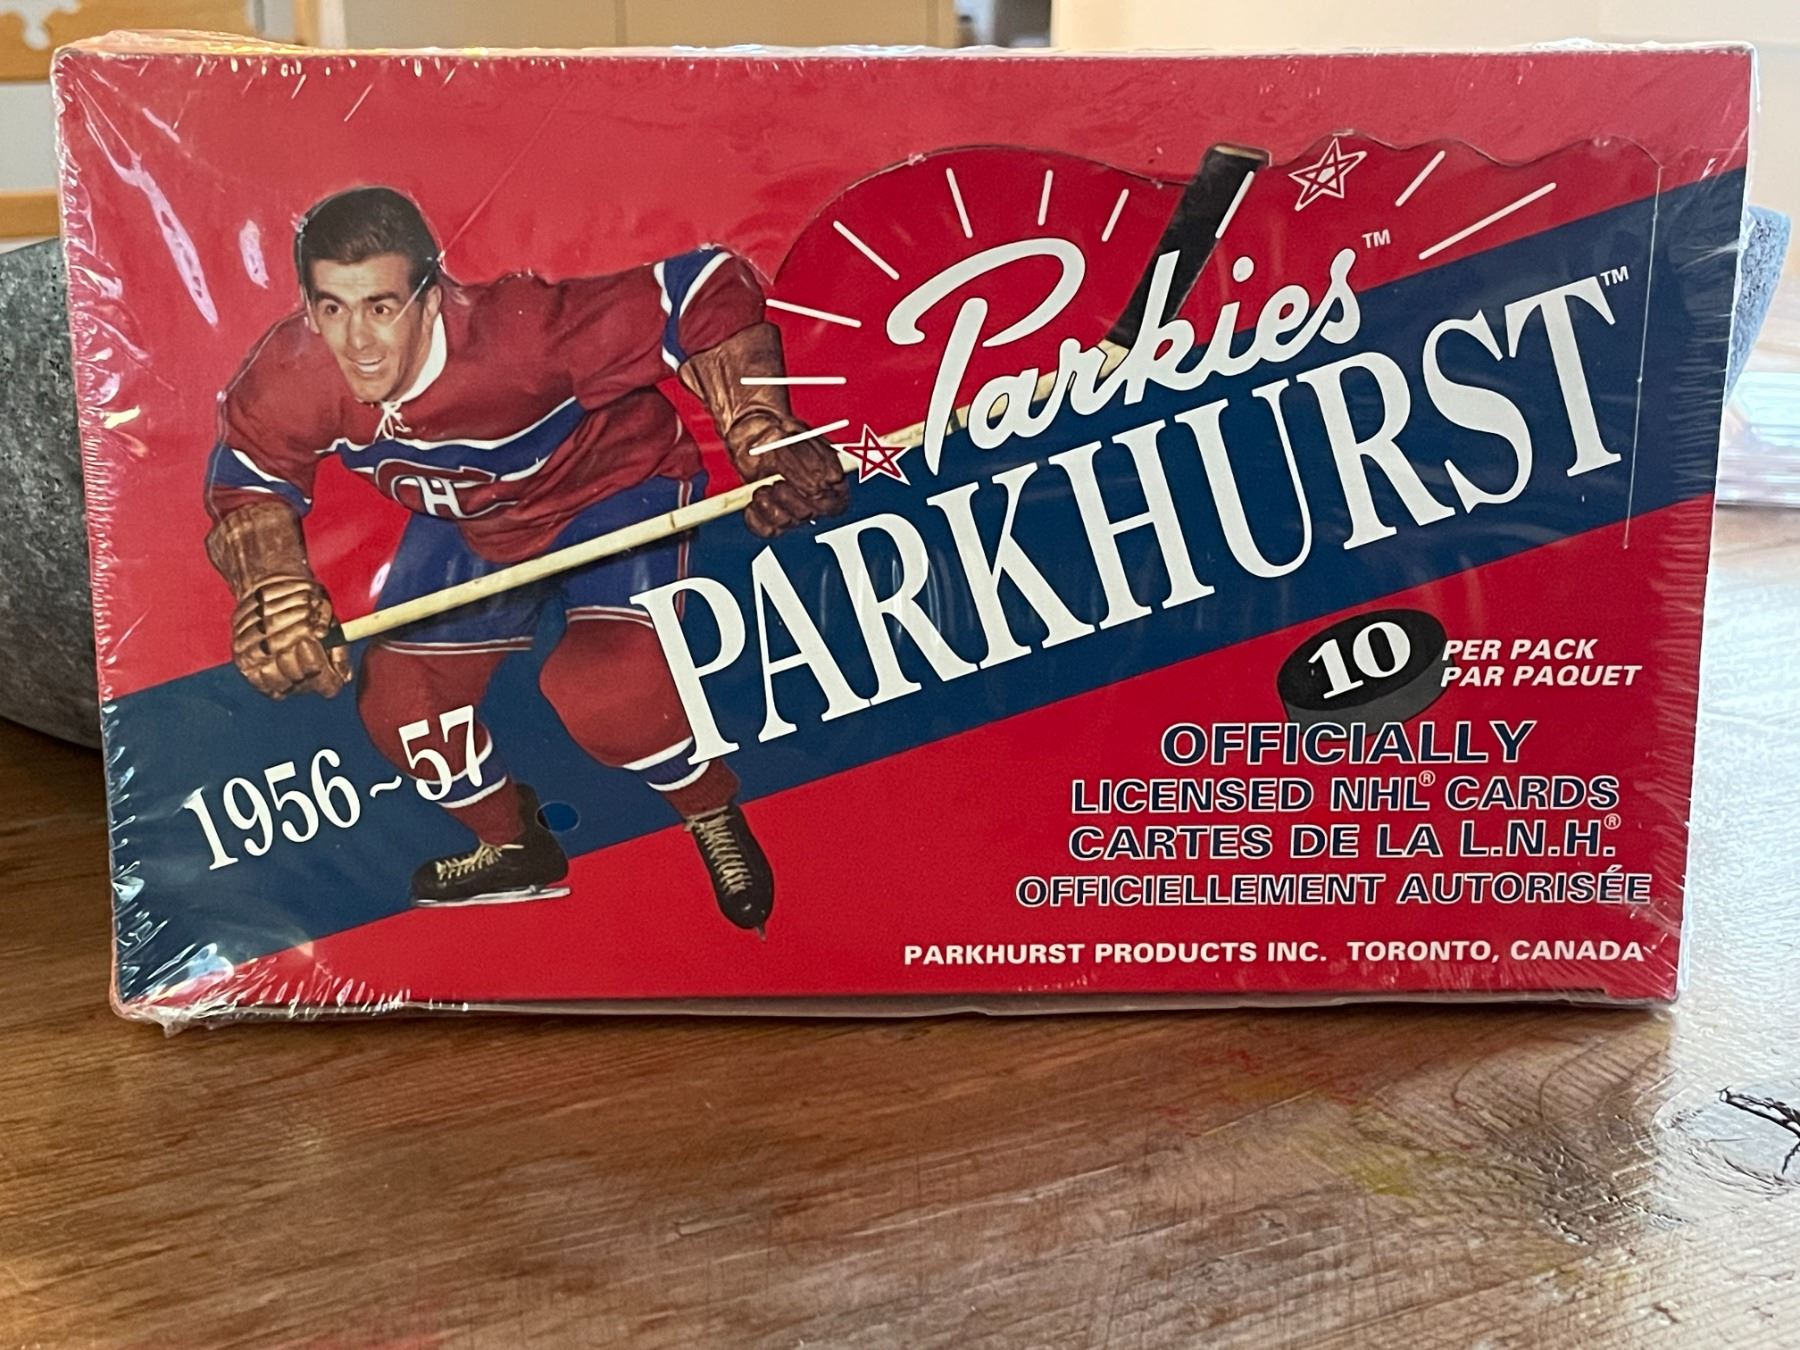 Parkies™
PARKHURST™
1956~57
10
PER PACK
PAR PAQUET
OFFICIALLY
LICENSED NHL® CARDS
CARTES DE LA L.N.H.®
OFFICIELLEMENT AUTORISÉE
PARKHURST PRODUCTS INC. TORONTO, CANADA
CH